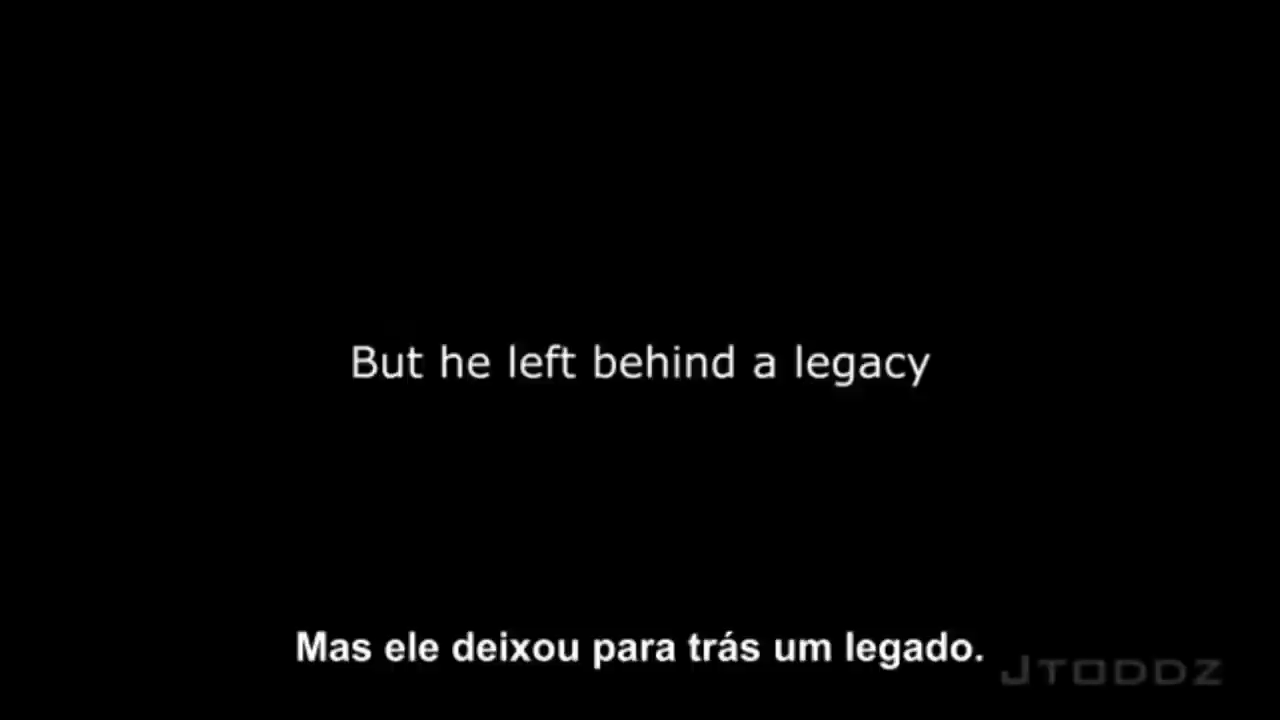 But he left behind a legacy
Mas ele deixou para trás um legado.
JTODDZ